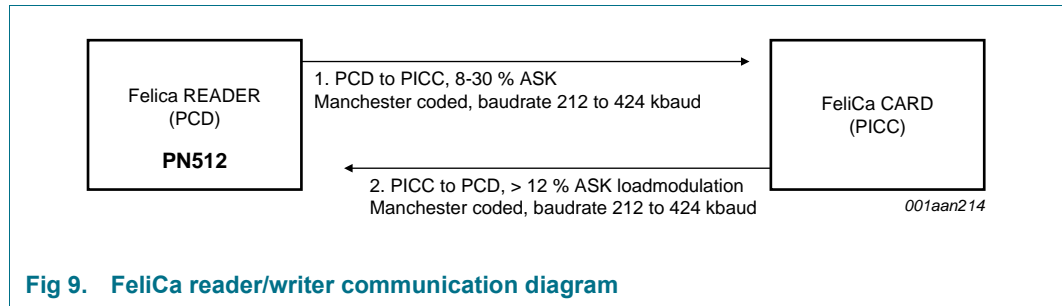 Felica READER
(PCD)
PN512
1. PCD to PICC, 8-30 % ASK
Manchester coded, baudrate 212 to 424 kbaud
2. PICC to PCD, > 12 % ASK loadmodulation
Manchester coded, baudrate 212 to 424 kbaud
FeliCa CARD
(PICC)
001aan214
Fig 9. FeliCa reader/writer communication diagram